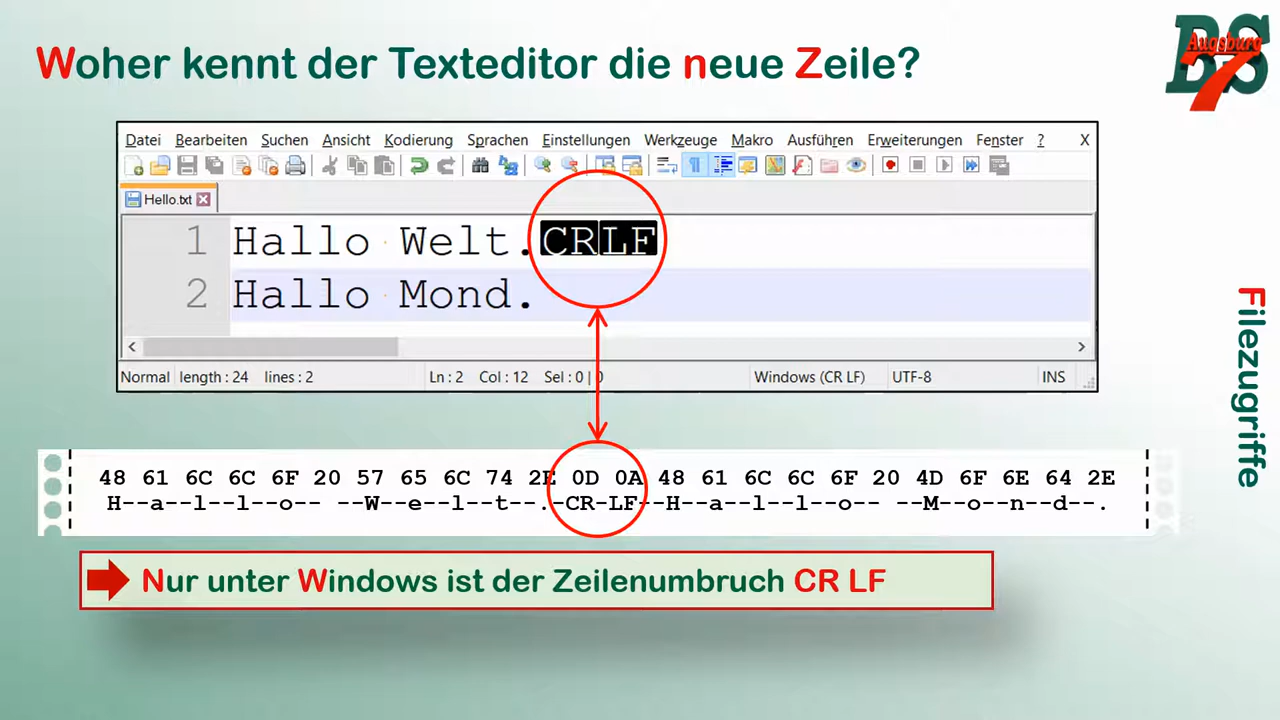 Woher kennt der Texteditor die neue Zeile?
BS
Augsburg
7
Datei Bearbeiten Suchen Ansicht Kodierung Sprachen Einstellungen Werkzeuge Makro Ausführen Erweiterungen Fenster ? X
Hello.txt
1 Hallo Welt.CRLF
2 Hallo Mond.
Normal length : 24 lines : 2 Ln : 2 Col : 12 Sel : 0 | 0 Windows (CR LF) UTF-8 INS
Filezugriffe
48 61 6C 6C 6F 20 57 65 6C 74 2E 0D 0A 48 61 6C 6C 6F 20 4D 6F 6E 64 2E
H--a--l--l--o-- --W--e--l--t--.-CR-LF--H--a--l--l--o-- --M--o--n--d--.
Nur unter Windows ist der Zeilenumbruch CR LF